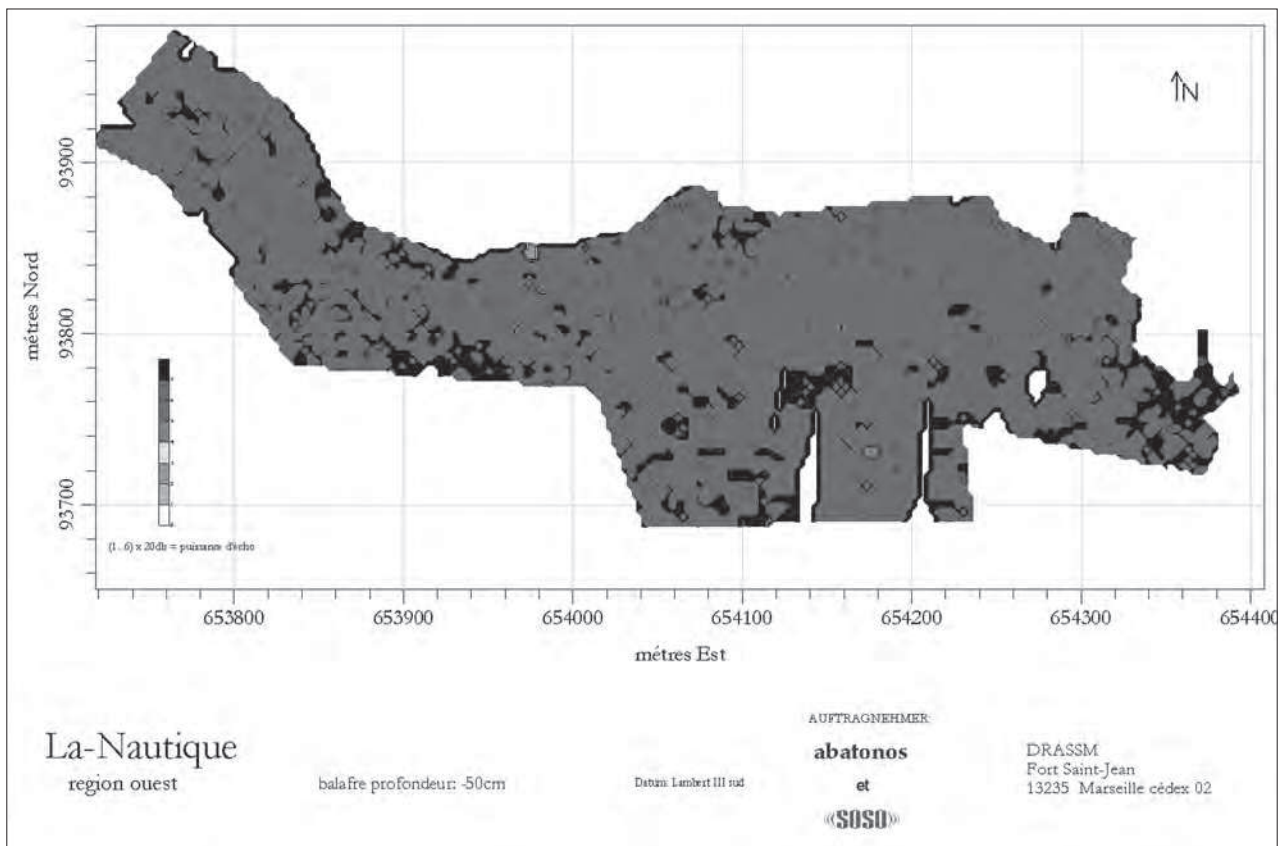 N
métres Nord
93900
93800
93700
(1...6) x 20db = puissance d'écho
653800 653900 654000 654100 654200 654300 654400
métres Est
La-Nautique
region ouest
balafre profondeur: -50cm
Datum: Lambert III sud
AUFTRAGNEHMER:
abatonos
et
((SOSO))
DRASSM
Fort Saint-Jean
13235 Marseille cédex 02